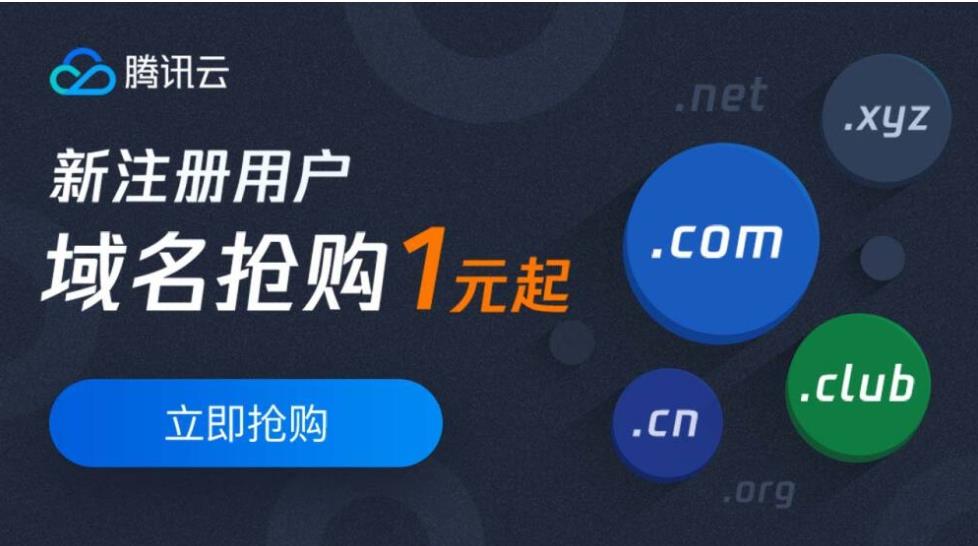 腾讯云
新注册用户
域名抢购1元起
立即抢购
.net
.xyz
.com
.club
.cn
.org